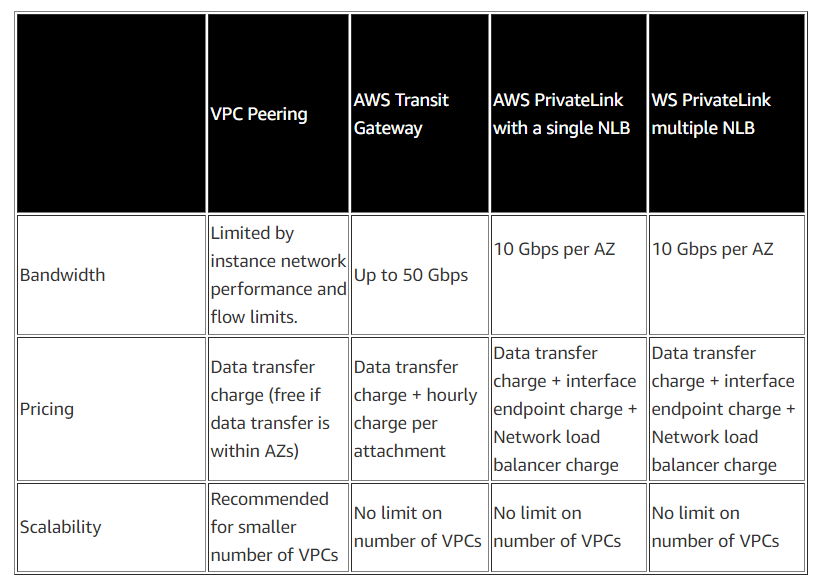 VPC Peering
AWS Transit
Gateway
AWS PrivateLink
with a single NLB
WS PrivateLink
multiple NLB
Bandwidth
Limited by
instance network
performance and
flow limits.
Up to 50 Gbps
10 Gbps per AZ
10 Gbps per AZ
Pricing
Data transfer
charge (free if
data transfer is
within AZs)
Data transfer
charge + hourly
charge per
attachment
Data transfer
charge + interface
endpoint charge +
Network load
balancer charge
Data transfer
charge + interface
endpoint charge +
Network load
balancer charge
Scalability
Recommended
for smaller
number of VPCs
No limit on
number of VPCs
No limit on
number of VPCs
No limit on
number of VPCs